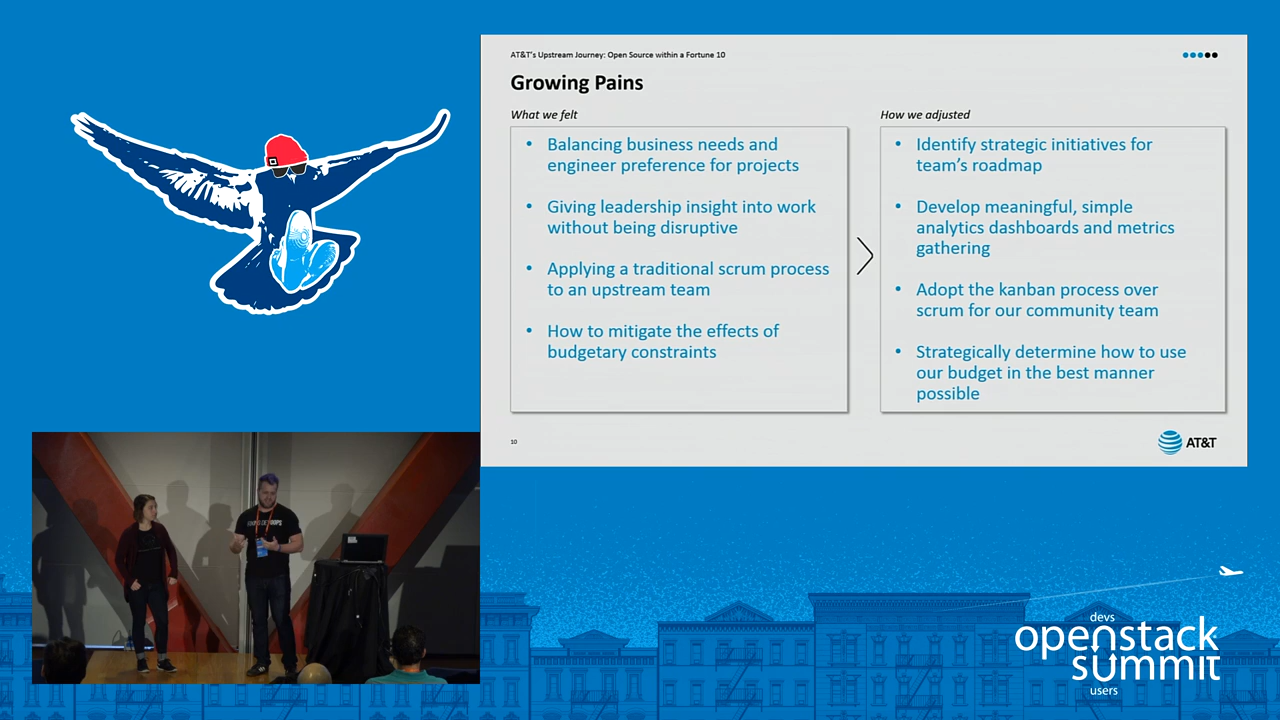 AT&T's Upstream Journey: Open Source within a Fortune 10
Growing Pains
What we felt
• Balancing business needs and
engineer preference for projects
• Giving leadership insight into work
without being disruptive
• Applying a traditional scrum process
to an upstream team
• How to mitigate the effects of
budgetary constraints
How we adjusted
• Identify strategic initiatives for
team's roadmap
• Develop meaningful, simple
analytics dashboards and metrics
gathering
• Adopt the kanban process over
scrum for our community team
• Strategically determine how to use
our budget in the best manner
possible
10
AT&T
devs
openstack
summit
users